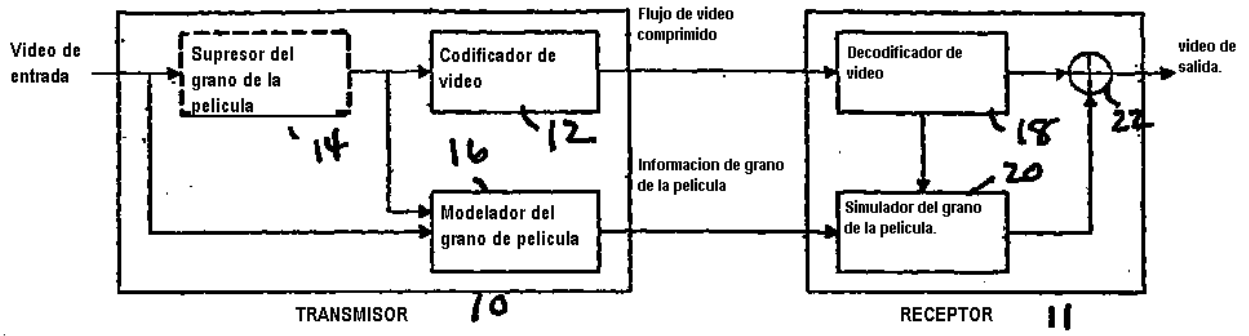 Video de
entrada
Supresor del
grano de la
pelicula
14
Codificador de
video
12
16
Modelador del
grano de pelicula
Flujo de video
comprimido
Informacion de grano
de la pelicula
Decodificador de
video
18
20
Simulador del grano
de la pelicula.
22
video de
salida.
TRANSMISOR
10
RECEPTOR
11